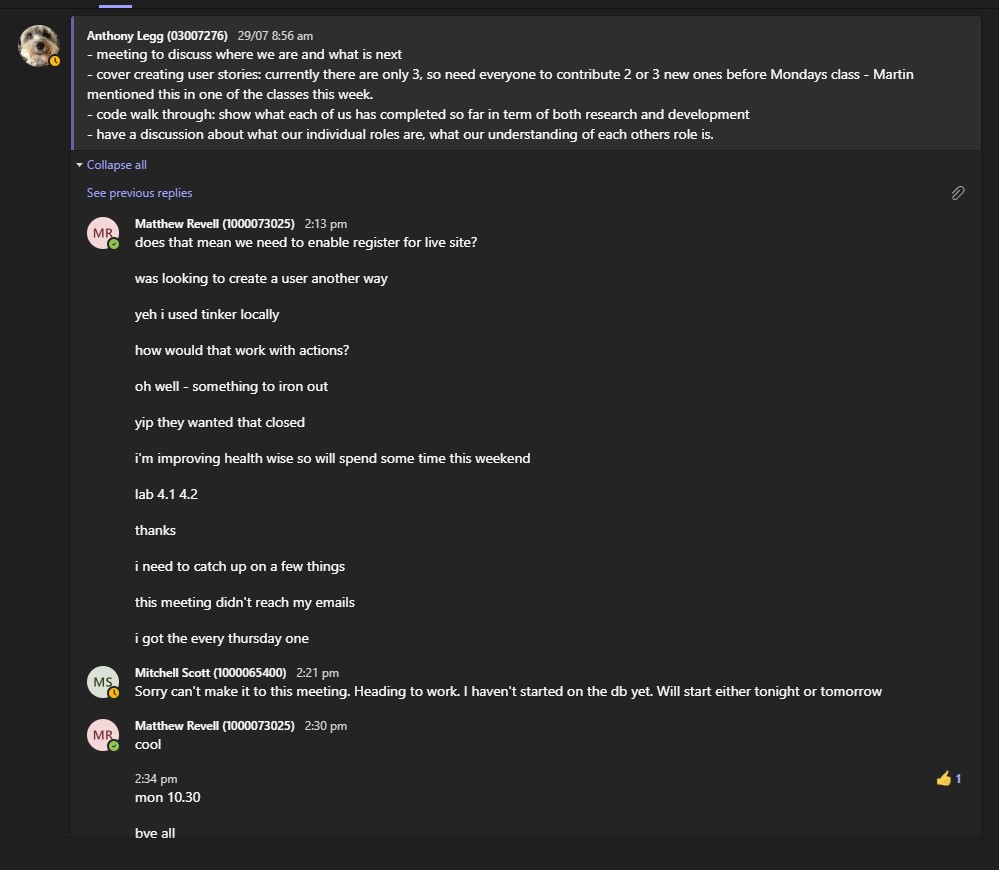 Anthony Legg (03007276) 29/07 8:56 am
- meeting to discuss where we are and what is next
- cover creating user stories: currently there are only 3, so need everyone to contribute 2 or 3 new ones before Mondays class - Martin
mentioned this in one of the classes this week.
- code walk through: show what each of us has completed so far in term of both research and development
- have a discussion about what our individual roles are, what our understanding of each others role is.
Collapse all
See previous replies
MR
Matthew Revell (1000073025) 2:13 pm
does that mean we need to enable register for live site?
was looking to create a user another way
yeh i used tinker locally
how would that work with actions?
oh well - something to iron out
yip they wanted that closed
i'm improving health wise so will spend some time this weekend
lab 4.1 4.2
thanks
i need to catch up on a few things
this meeting didn't reach my emails
i got the every thursday one
MS
Mitchell Scott (1000065400) 2:21 pm
Sorry can't make it to this meeting. Heading to work. I haven't started on the db yet. Will start either tonight or tomorrow
MR
Matthew Revell (1000073025) 2:30 pm
cool
2:34 pm
👍 1
mon 10.30
bye all